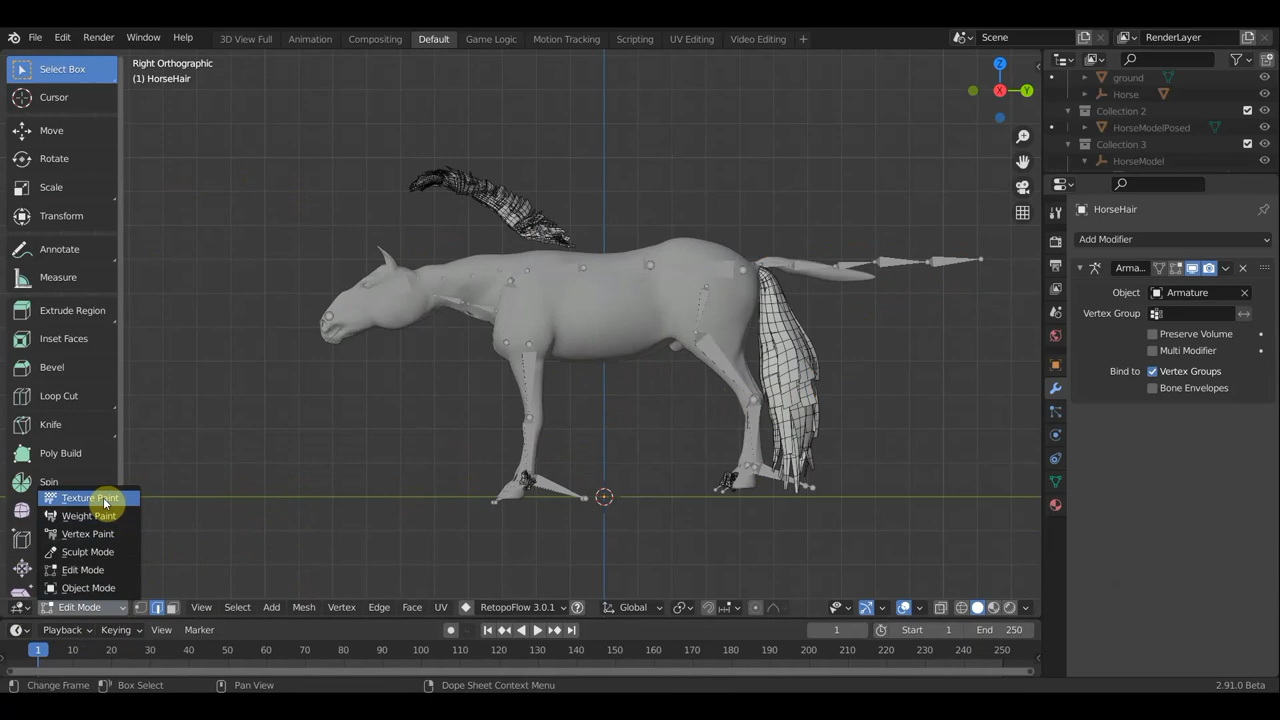 File Edit Render Window Help
3D View Full Animation Compositing Default Game Logic Motion Tracking Scripting UV Editing Video Editing +
Scene
RenderLayer
Select Box
Cursor
Move
Rotate
Scale
Transform
Annotate
Measure
Extrude Region
Inset Faces
Bevel
Loop Cut
Knife
Poly Build
Spin
Right Orthographic
(1) HorseHair
Z
X
Y
Texture Paint
Weight Paint
Vertex Paint
Sculpt Mode
Edit Mode
Object Mode
Edit Mode View Select Add Mesh Vertex Edge Face UV RetopoFlow 3.0.1 ? Global
ground
Horse
Collection 2
HorseModelPosed
Collection 3
HorseModel
HorseHair
Add Modifier
Arma...
Object Armature
Vertex Group
Preserve Volume
Multi Modifier
Bind to Vertex Groups
Bone Envelopes
Playback Keying View Marker 1 Start 1 End 250
1 10 20 30 40 50 60 70 80 90 100 110 120 130 140 150 160 170 180 190 200 210 220 230 240 250
Change Frame Box Select Pan View Dope Sheet Context Menu 2.91.0 Beta